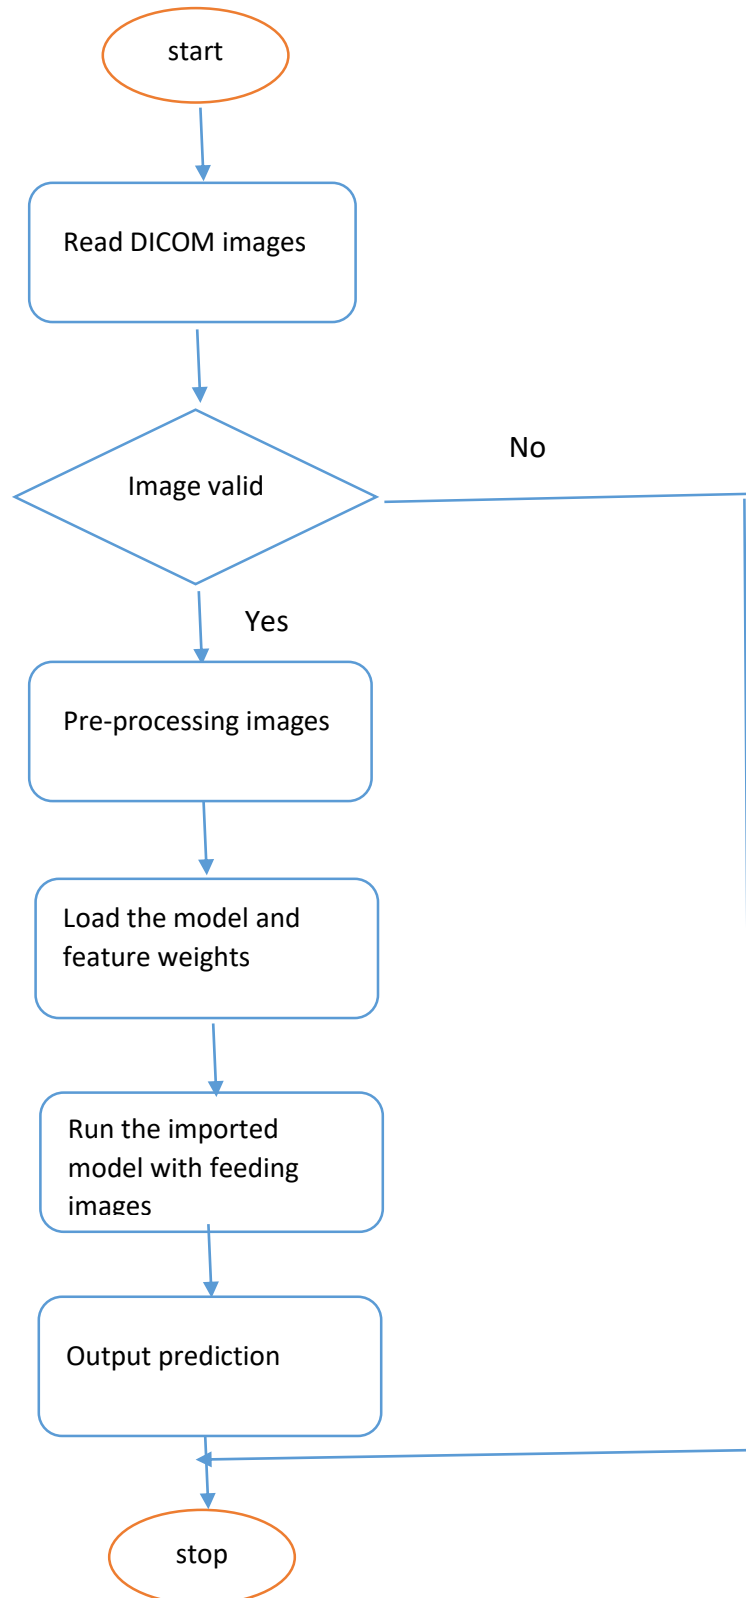 start
Read DICOM images
Image valid
No
Yes
Pre-processing images
Load the model and
feature weights
Run the imported
model with feeding
images
Output prediction
stop